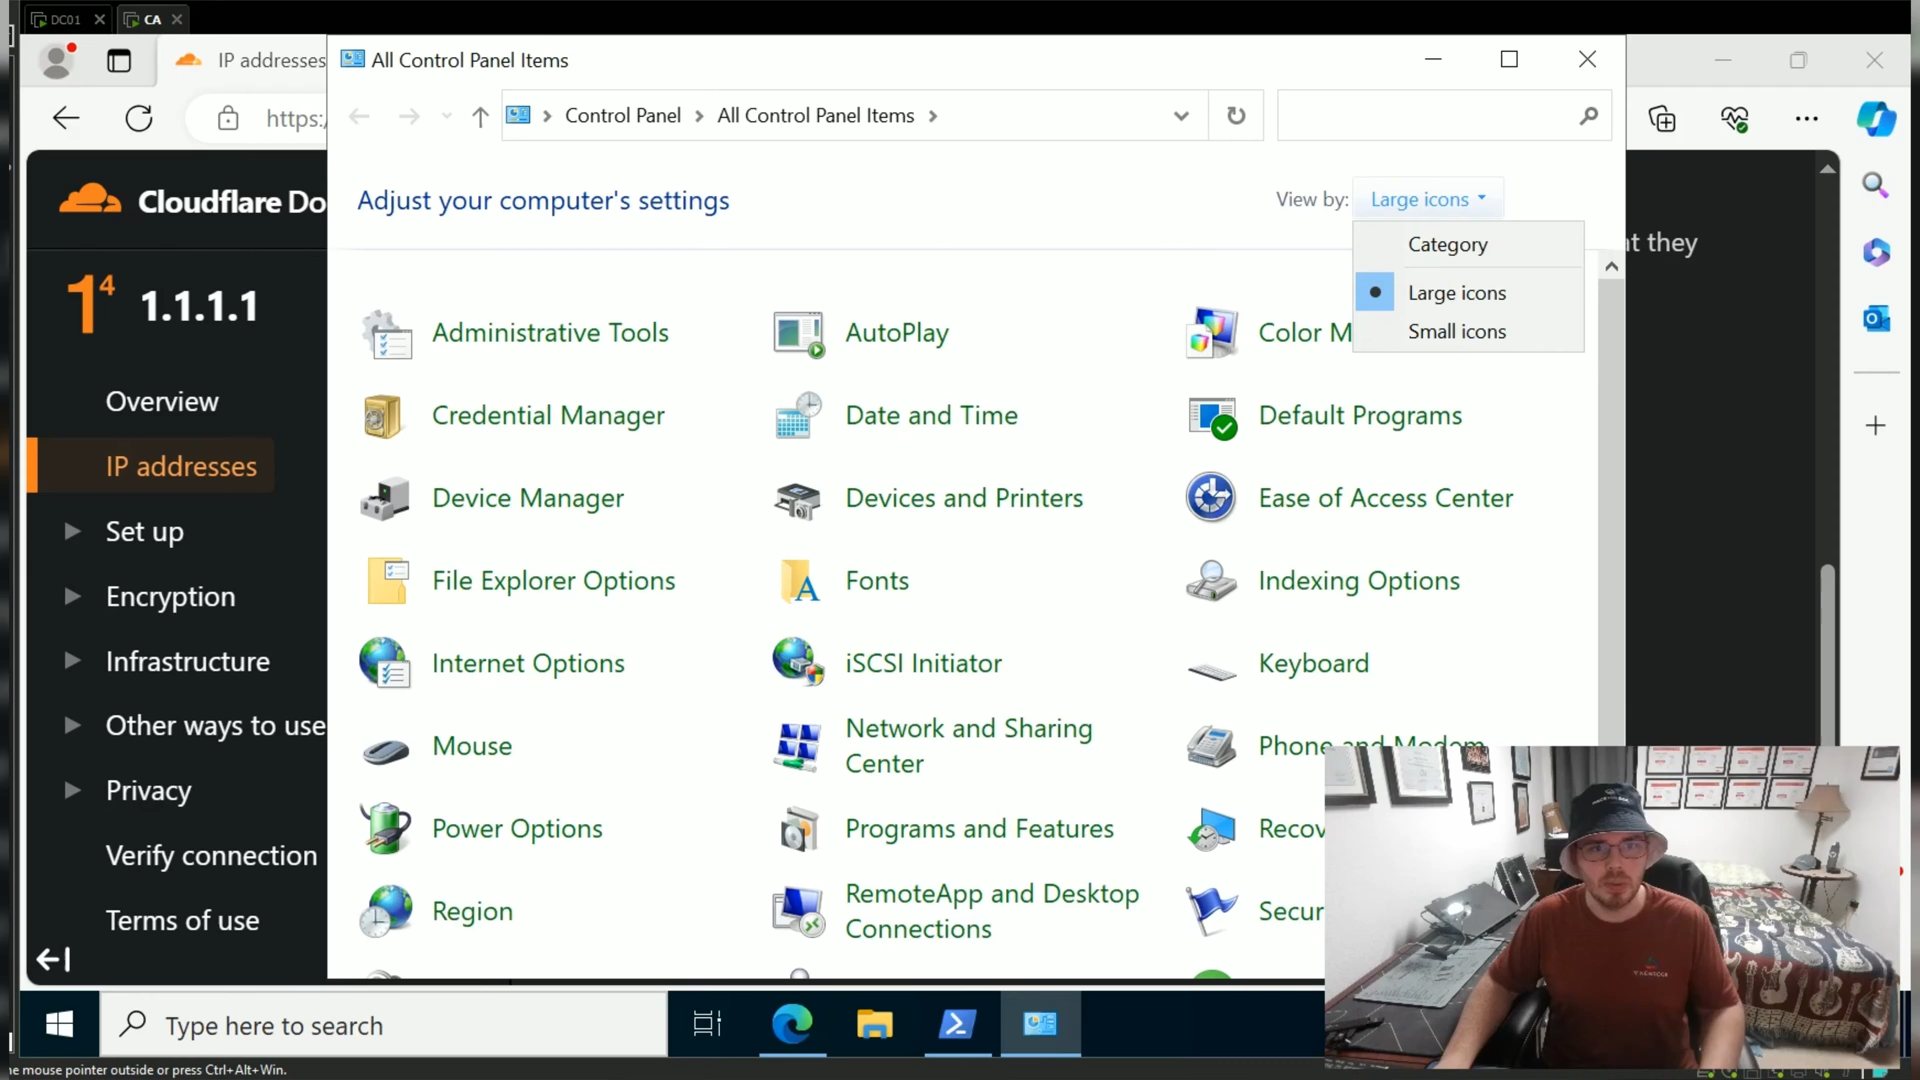 DC01
CA
IP addresses
All Control Panel Items
https:/
Control Panel
All Control Panel Items
Cloudflare Do
Adjust your computer's settings
View by:
Large icons
Category
Large icons
Small icons
at they
1.1.1.1
Overview
IP addresses
Set up
Encryption
Infrastructure
Other ways to use
Privacy
Verify connection
Terms of use
Administrative Tools
AutoPlay
Color M
Credential Manager
Date and Time
Default Programs
Device Manager
Devices and Printers
Ease of Access Center
File Explorer Options
Fonts
Indexing Options
Internet Options
iSCSI Initiator
Keyboard
Mouse
Network and Sharing
Center
Phone and Modem
Power Options
Programs and Features
Recov
Region
RemoteApp and Desktop
Connections
Secur
Type here to search
e mouse pointer outside or press Ctrl+Alt+Win.